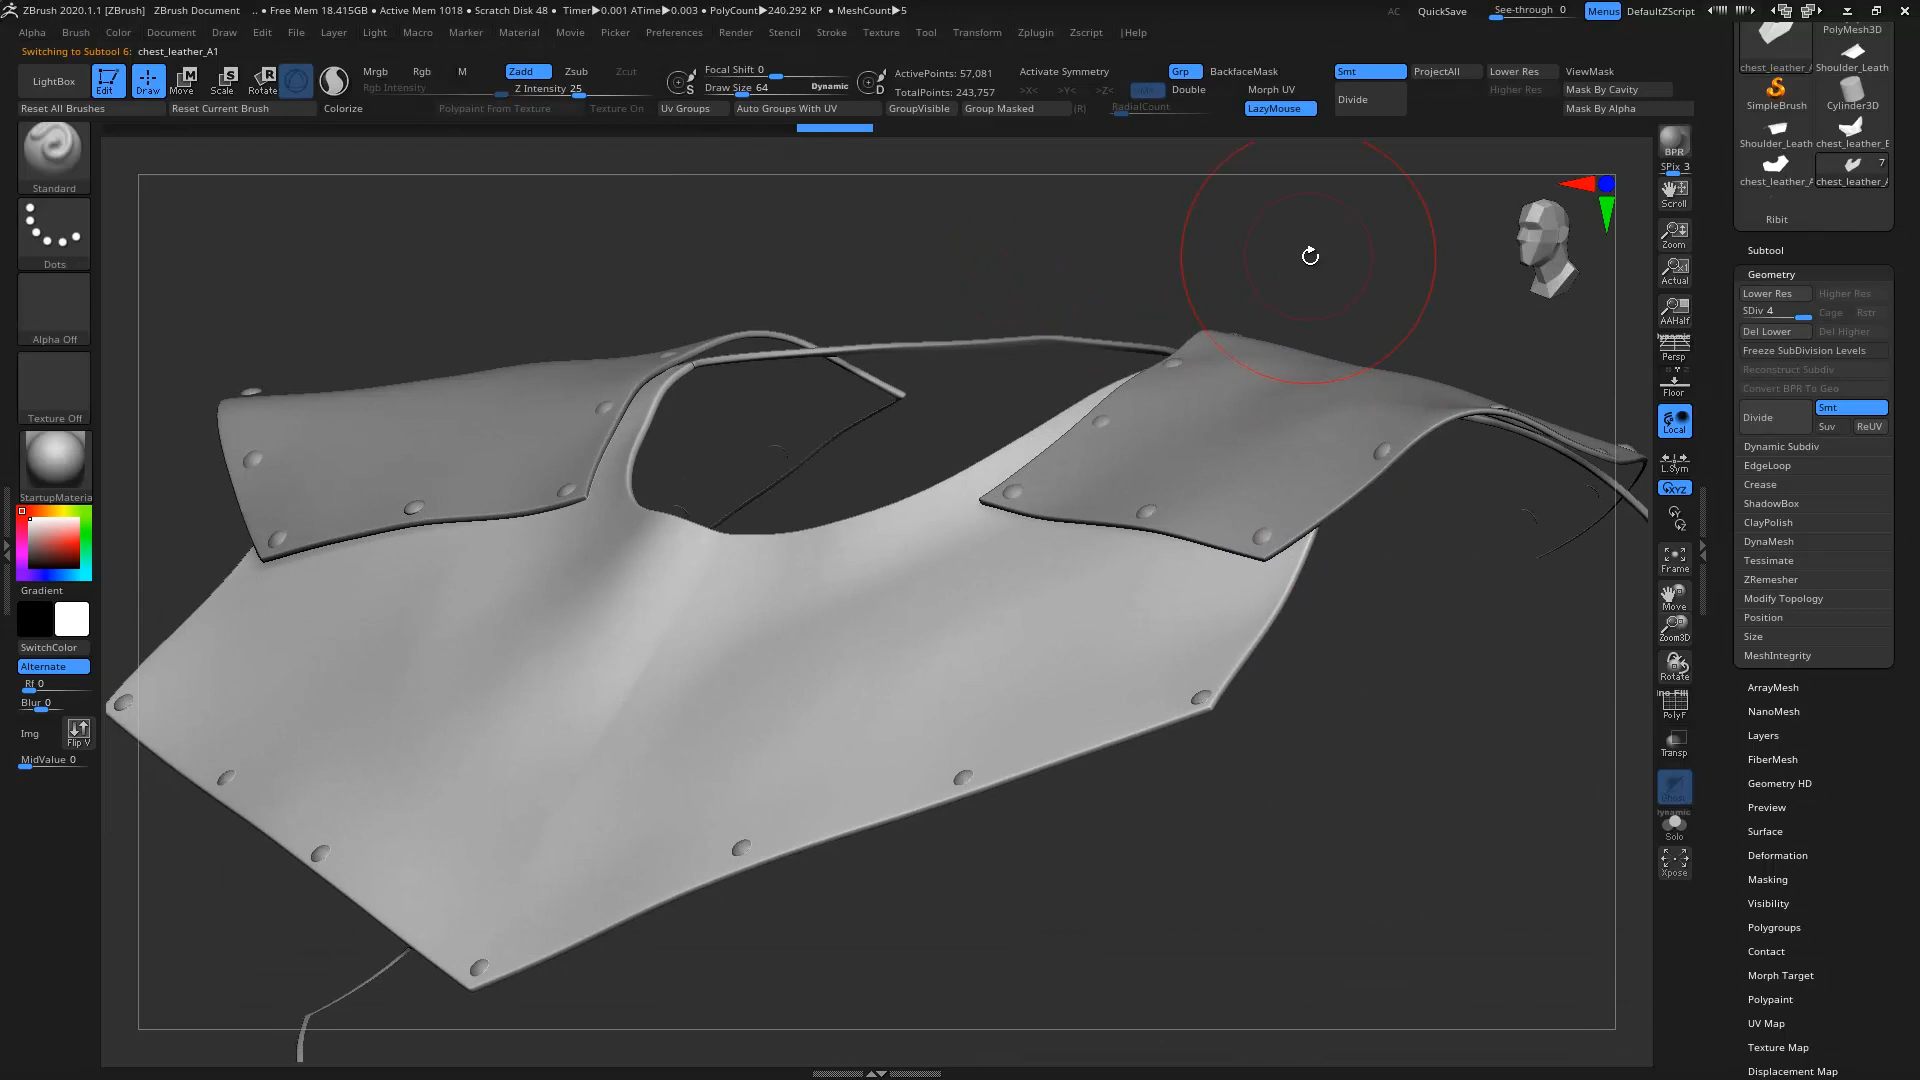 ZBrush 2020.1.1 [ZBrush] ZBrush Document .. ● Free Mem 18.415GB ● Active Mem 1018 ● Scratch Disk 48 ● Timer▶0.001 ATime▶0.003 ● PolyCount▶240.292 KP ● MeshCount▶5 AC QuickSave See-through 0 Menus DefaultZScript
Alpha Brush Color Document Draw Edit File Layer Light Macro Marker Material Movie Picker Preferences Render Stencil Stroke Texture Tool Transform Zplugin Zscript Help
Switching to Subtool 6: chest_leather_A1
LightBox Edit Draw Move Scale Rotate Mrgb Rgb M Zadd Zsub Zcut Focal Shift 0 ActivePoints: 57,081 Activate Symmetry Grp BackfaceMask Smt ProjectAll Lower Res ViewMask
Rgb Intensity Z Intensity 25 Draw Size 64 Dynamic TotalPoints: 243,757 >X< >Y< >Z< Double Morph UV Divide Higher Res Mask By Cavity
S D
Reset All Brushes Reset Current Brush Colorize Polypaint From Texture Texture On Uv Groups Auto Groups With UV GroupVisible Group Masked (R) RadialCount LazyMouse Mask By Alpha
Standard
Dots
Alpha Off
Texture Off
StartupMateria
Gradient
SwitchColor
Alternate
Rf 0
Blur 0
Img Flip V
MidValue 0
BPR
SPix 3
Scroll
Zoom
Actual
AAHalf
Dynamic
Persp
Floor
Local
L.Sym
XYZ
Frame
Move
Zoom3D
Rotate
PolyF
Transp
Ghost
Dynamic
Solo
Xpose
PolyMesh3D
chest_leather_/ Shoulder_Leath
SimpleBrush Cylinder3D
Shoulder_Leath chest_leather_E
7
chest_leather_A chest_leather_A
Ribit
Subtool
Geometry
Lower Res Higher Res
SDiv 4 Cage Rstr
Del Lower Del Higher
Freeze SubDivision Levels
Reconstruct Subdiv
Convert BPR To Geo
Divide Smt
Suv ReUV
Dynamic Subdiv
EdgeLoop
Crease
ShadowBox
ClayPolish
DynaMesh
Tessimate
ZRemesher
Modify Topology
Position
Size
MeshIntegrity
ArrayMesh
NanoMesh
Layers
FiberMesh
Geometry HD
Preview
Surface
Deformation
Masking
Visibility
Polygroups
Contact
Morph Target
Polypaint
UV Map
Texture Map
Displacement Map